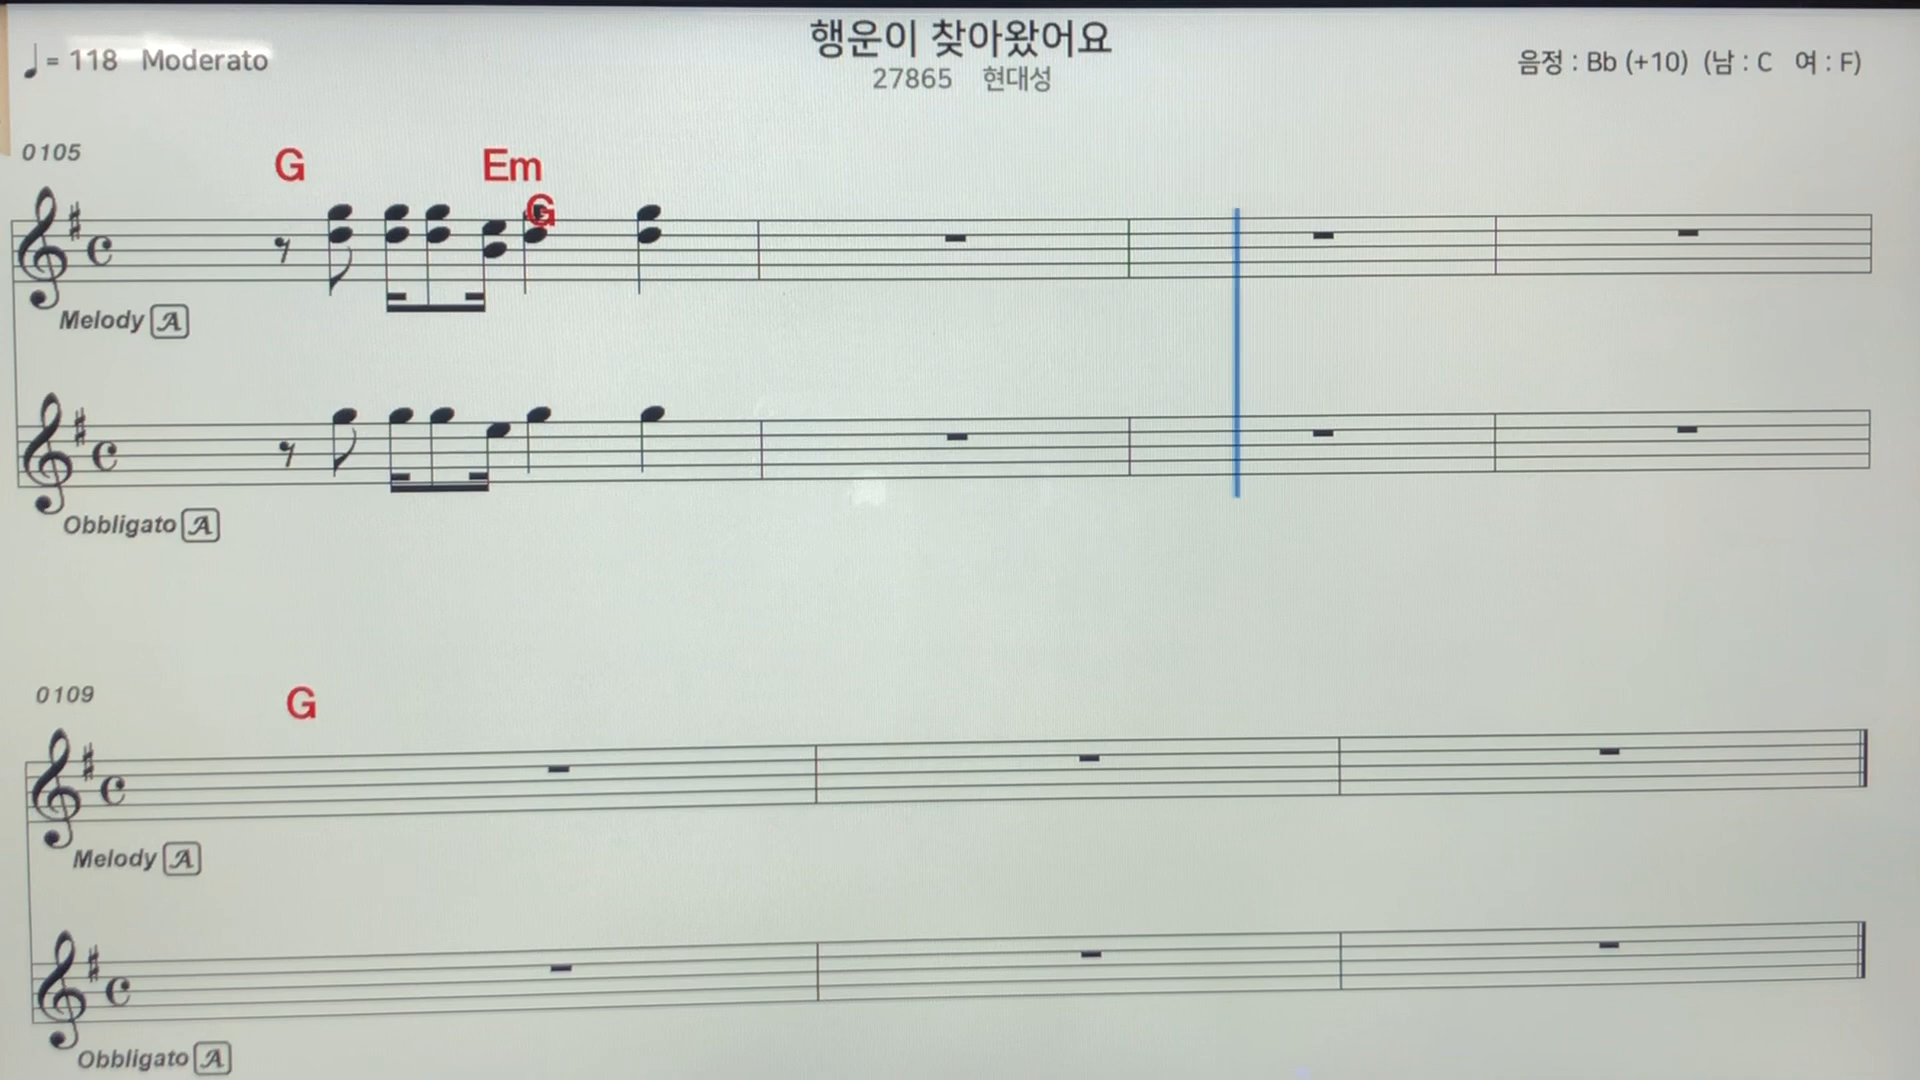 ♩= 118 Moderato
행운이 찾아왔어요
27865 현대성
음정 : Bb (+10) (남 : C 여 : F)
0105
G Em
G
Melody A
Obbligato A
0109
G
Melody A
Obbligato A